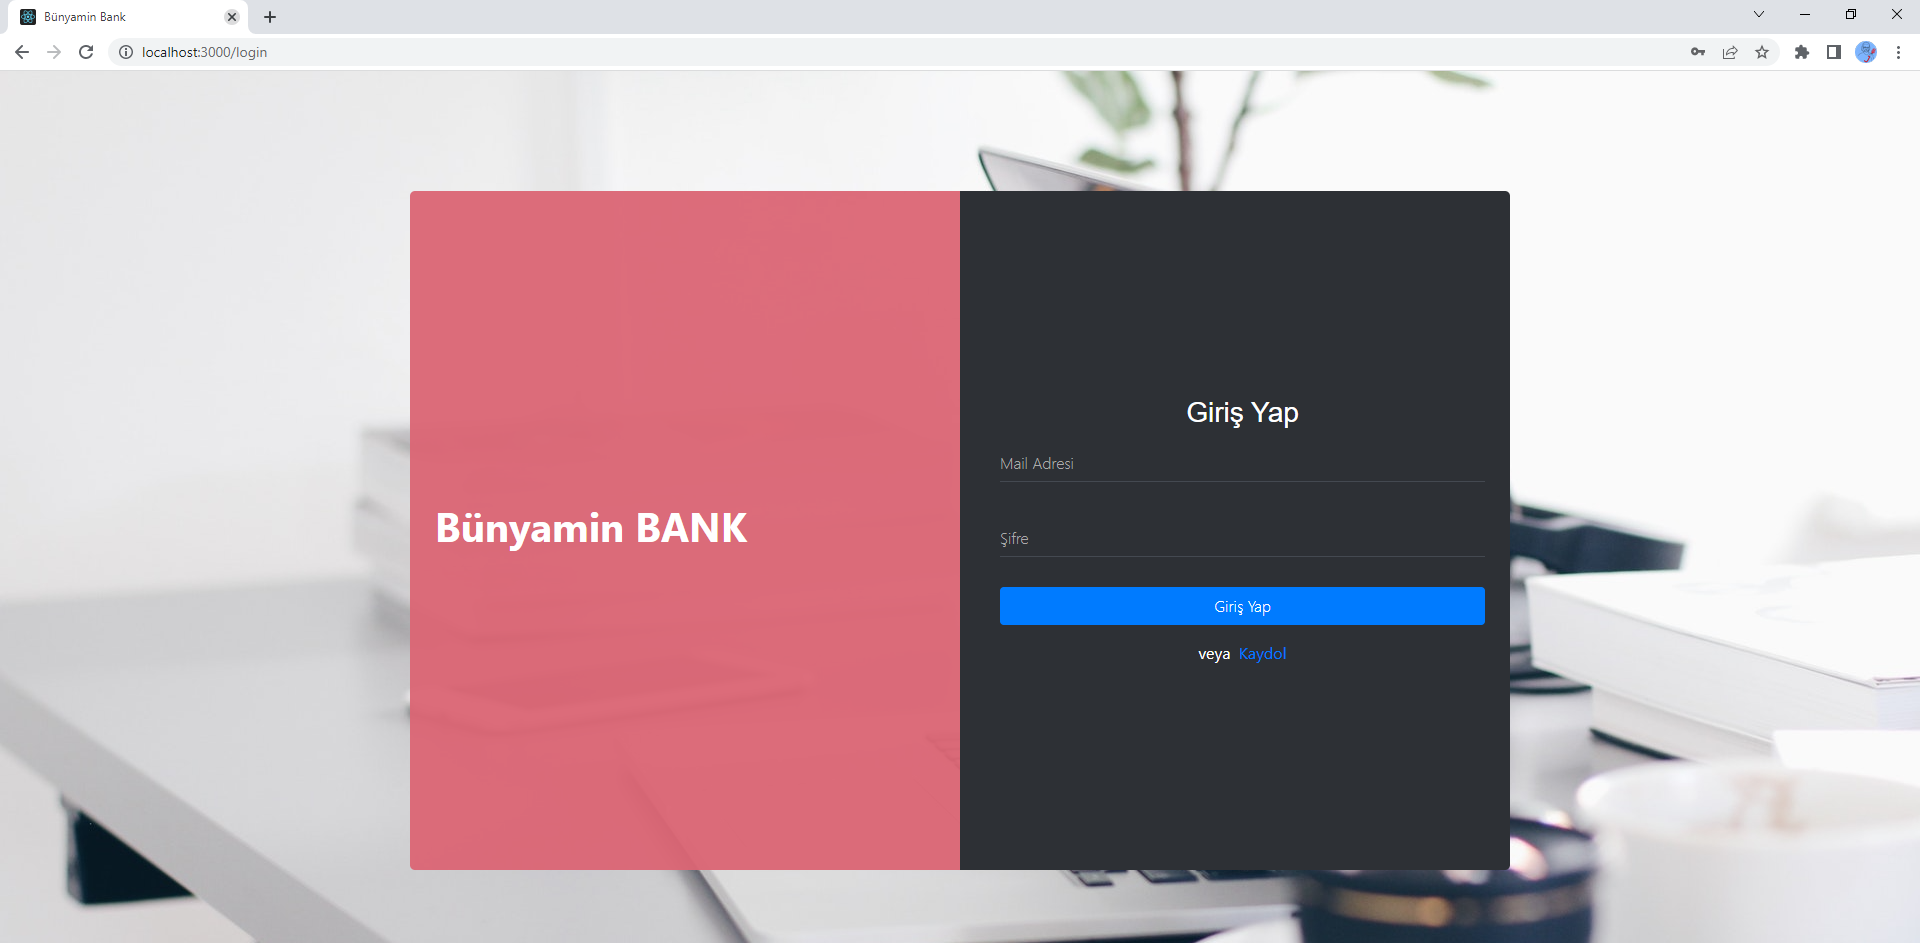 Bünyamin Bank
localhost:3000/login
Bünyamin BANK
Giriş Yap
Mail Adresi
Şifre
Giriş Yap
veya Kaydol